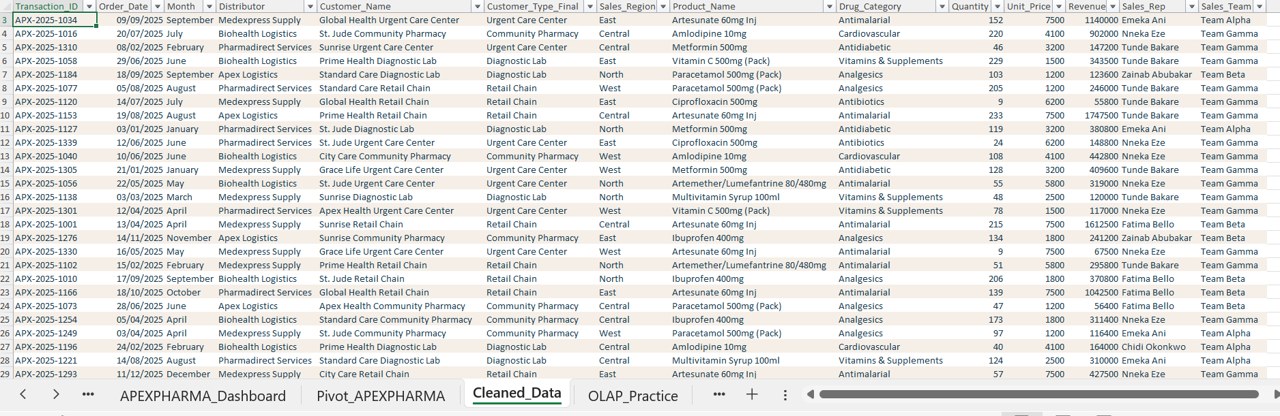 Transaction_ID Order_Date Month Distributor Customer_Name Customer_Type_Final Sales_Region Product_Name Drug_Category Quantity Unit_Price Revenue Sales_Rep Sales_Team
3 APX-2025-1034 09/09/2025 September Medexpress Supply Global Health Urgent Care Center Urgent Care Center East Artesunate 60mg Inj Antimalarial 152 7500 1140000 Emeka Ani Team Alpha
4 APX-2025-1016 20/07/2025 July Biohealth Logistics St. Jude Community Pharmacy Community Pharmacy Central Amlodipine 10mg Cardiovascular 220 4100 902000 Nneka Eze Team Gamma
5 APX-2025-1310 08/02/2025 February Pharmadirect Services Sunrise Urgent Care Center Urgent Care Center Central Metformin 500mg Antidiabetic 46 3200 147200 Tunde Bakare Team Gamma
6 APX-2025-1058 29/06/2025 June Biohealth Logistics Prime Health Diagnostic Lab Diagnostic Lab East Vitamin C 500mg (Pack) Vitamins & Supplements 229 1500 343500 Tunde Bakare Team Gamma
7 APX-2025-1184 18/09/2025 September Apex Logistics Standard Care Diagnostic Lab Diagnostic Lab North Paracetamol 500mg (Pack) Analgesics 103 1200 123600 Zainab Abubakar Team Beta
8 APX-2025-1077 05/08/2025 August Pharmadirect Services Standard Care Retail Chain Retail Chain West Paracetamol 500mg (Pack) Analgesics 205 1200 246000 Tunde Bakare Team Gamma
9 APX-2025-1120 14/07/2025 July Medexpress Supply Global Health Retail Chain Retail Chain East Ciprofloxacin 500mg Antibiotics 9 6200 55800 Tunde Bakare Team Gamma
10 APX-2025-1153 19/08/2025 August Apex Logistics Prime Health Retail Chain Retail Chain Central Artesunate 60mg Inj Antimalarial 233 7500 1747500 Tunde Bakare Team Gamma
11 APX-2025-1127 03/01/2025 January Pharmadirect Services St. Jude Diagnostic Lab Diagnostic Lab North Metformin 500mg Antidiabetic 119 3200 380800 Emeka Ani Team Alpha
12 APX-2025-1339 12/06/2025 June Pharmadirect Services St. Jude Urgent Care Center Urgent Care Center East Ciprofloxacin 500mg Antibiotics 24 6200 148800 Nneka Eze Team Gamma
13 APX-2025-1040 10/06/2025 June Biohealth Logistics City Care Community Pharmacy Community Pharmacy West Amlodipine 10mg Cardiovascular 108 4100 442800 Nneka Eze Team Gamma
14 APX-2025-1305 21/01/2025 January Medexpress Supply Grace Life Urgent Care Center Urgent Care Center West Metformin 500mg Antidiabetic 128 3200 409600 Tunde Bakare Team Gamma
15 APX-2025-1056 22/05/2025 May Biohealth Logistics St. Jude Urgent Care Center Urgent Care Center North Artemether/Lumefantrine 80/480mg Antimalarial 55 5800 319000 Nneka Eze Team Gamma
16 APX-2025-1138 03/03/2025 March Medexpress Supply Sunrise Diagnostic Lab Diagnostic Lab North Multivitamin Syrup 100ml Vitamins & Supplements 48 2500 120000 Tunde Bakare Team Gamma
17 APX-2025-1301 12/04/2025 April Pharmadirect Services Apex Health Urgent Care Center Urgent Care Center West Vitamin C 500mg (Pack) Vitamins & Supplements 78 1500 117000 Nneka Eze Team Gamma
18 APX-2025-1001 13/04/2025 April Medexpress Supply Sunrise Retail Chain Retail Chain Central Artesunate 60mg Inj Antimalarial 215 7500 1612500 Fatima Bello Team Beta
19 APX-2025-1276 14/11/2025 November Apex Logistics Sunrise Community Pharmacy Community Pharmacy East Ibuprofen 400mg Analgesics 134 1800 241200 Zainab Abubakar Team Beta
20 APX-2025-1330 16/05/2025 May Medexpress Supply Grace Life Urgent Care Center Urgent Care Center West Artesunate 60mg Inj Antimalarial 9 7500 67500 Nneka Eze Team Gamma
21 APX-2025-1102 15/02/2025 February Medexpress Supply Prime Health Retail Chain Retail Chain Central Artemether/Lumefantrine 80/480mg Antimalarial 51 5800 295800 Tunde Bakare Team Gamma
22 APX-2025-1010 17/09/2025 September Biohealth Logistics St. Jude Retail Chain Retail Chain North Ibuprofen 400mg Analgesics 206 1800 370800 Fatima Bello Team Beta
23 APX-2025-1166 18/10/2025 October Pharmadirect Services Global Health Retail Chain Retail Chain East Artesunate 60mg Inj Antimalarial 139 7500 1042500 Fatima Bello Team Beta
24 APX-2025-1073 28/06/2025 June Apex Logistics Apex Health Community Pharmacy Community Pharmacy Central Paracetamol 500mg (Pack) Analgesics 47 1200 56400 Fatima Bello Team Beta
25 APX-2025-1254 05/04/2025 April Biohealth Logistics Standard Care Community Pharmacy Community Pharmacy Central Ibuprofen 400mg Analgesics 173 1800 311400 Nneka Eze Team Gamma
26 APX-2025-1249 03/04/2025 April Medexpress Supply St. Jude Community Pharmacy Community Pharmacy West Paracetamol 500mg (Pack) Analgesics 97 1200 116400 Emeka Ani Team Alpha
27 APX-2025-1196 24/02/2025 February Medexpress Supply Prime Health Diagnostic Lab Diagnostic Lab Central Amlodipine 10mg Cardiovascular 40 4100 164000 Chidi Okonkwo Team Alpha
28 APX-2025-1221 14/08/2025 August Pharmadirect Services Standard Care Diagnostic Lab Diagnostic Lab Central Multivitamin Syrup 100ml Vitamins & Supplements 124 2500 310000 Emeka Ani Team Alpha
29 APX-2025-1293 11/12/2025 December Medexpress Supply City Care Retail Chain Retail Chain East Artesunate 60mg Inj Antimalarial 57 7500 427500 Nneka Eze Team Gamma
APEXPHARMA_Dashboard Pivot_APEXPHARMA Cleaned_Data OLAP_Practice